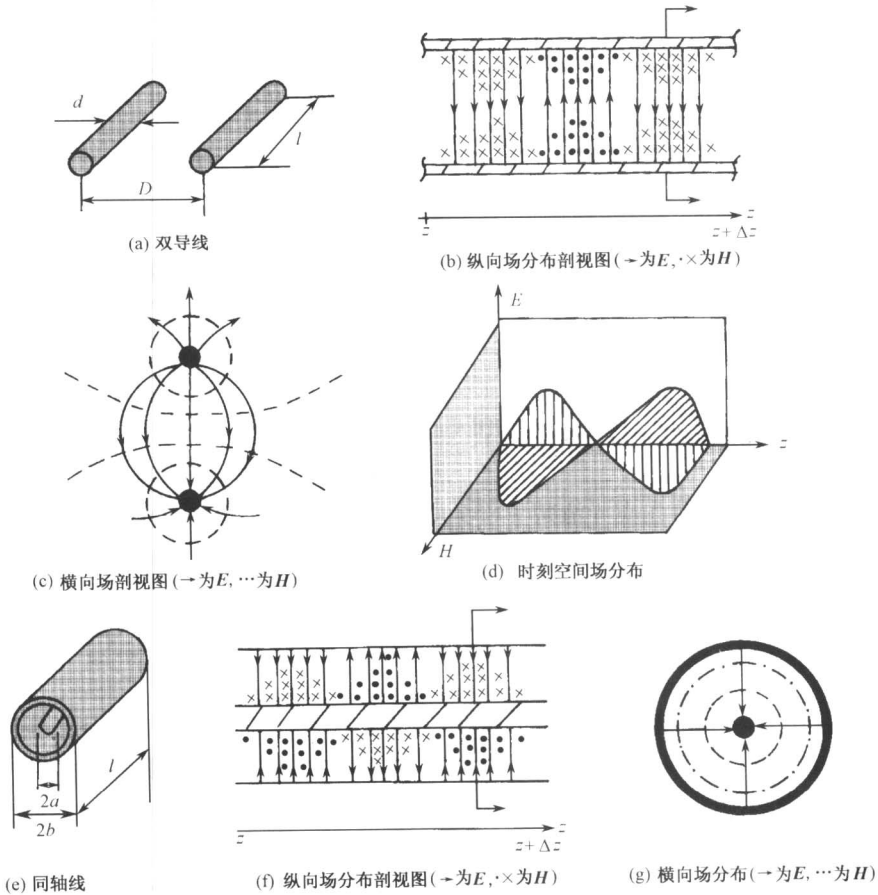 d
l
D
(a) 双导线
z
z
z + Δz
(b) 纵向场分布剖视图(→为E,·×为H)
(c) 横向场剖视图(→为E, ···为H)
E
z
H
(d) 时刻空间场分布
2a
2b
l
(e) 同轴线
z
z
z + Δz
(f) 纵向场分布剖视图(→为E,·×为H)
(g) 横向场分布(→为E, ···为H)